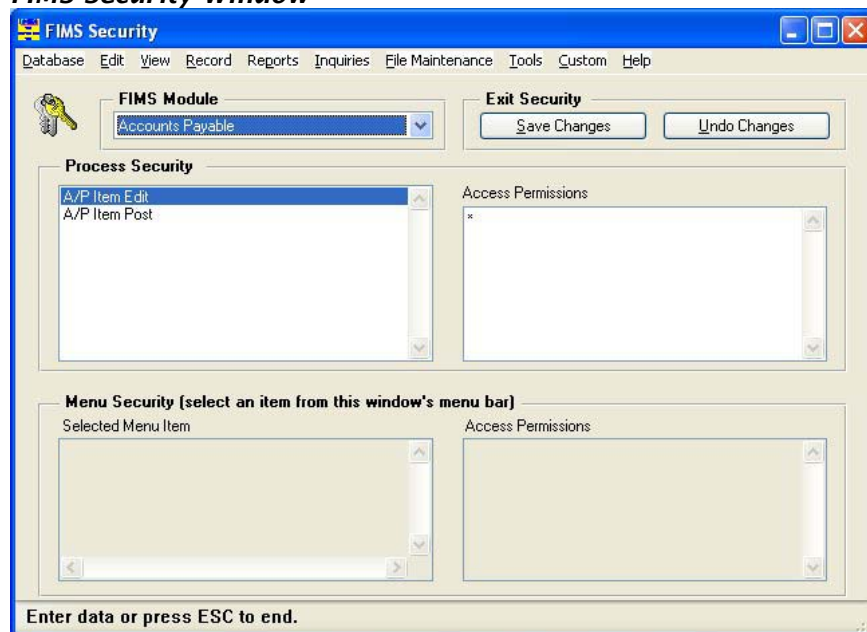 FIMS Security Window
FIMS Security
Database Edit View Record Reports Inquiries File Maintenance Tools Custom Help
FIMS Module
Accounts Payable
Exit Security
Save Changes
Undo Changes
Process Security
A/P Item Edit
A/P Item Post
Access Permissions
*
Menu Security (select an item from this window's menu bar)
Selected Menu Item
Access Permissions
Enter data or press ESC to end.